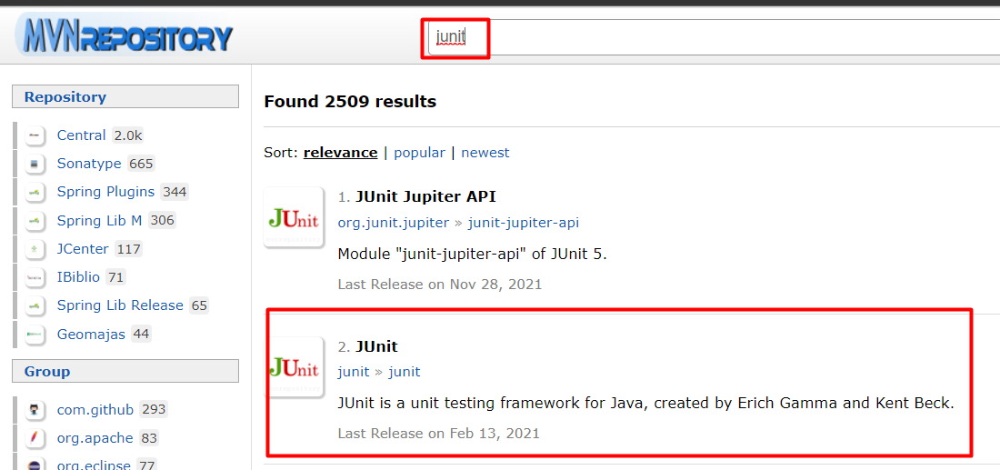 MVNREPOSITORY
junit
Repository
Central 2.0k
Sonatype 665
Spring Plugins 344
Spring Lib M 306
JCenter 117
IBiblio 71
Spring Lib Release 65
Geomajas 44
Group
com.github 293
org.apache 83
org.eclipse 77
Found 2509 results
Sort: relevance | popular | newest
JUnit
1. JUnit Jupiter API
org.junit.jupiter » junit-jupiter-api
Module "junit-jupiter-api" of JUnit 5.
Last Release on Nov 28, 2021
JUnit
2. JUnit
junit » junit
JUnit is a unit testing framework for Java, created by Erich Gamma and Kent Beck.
Last Release on Feb 13, 2021